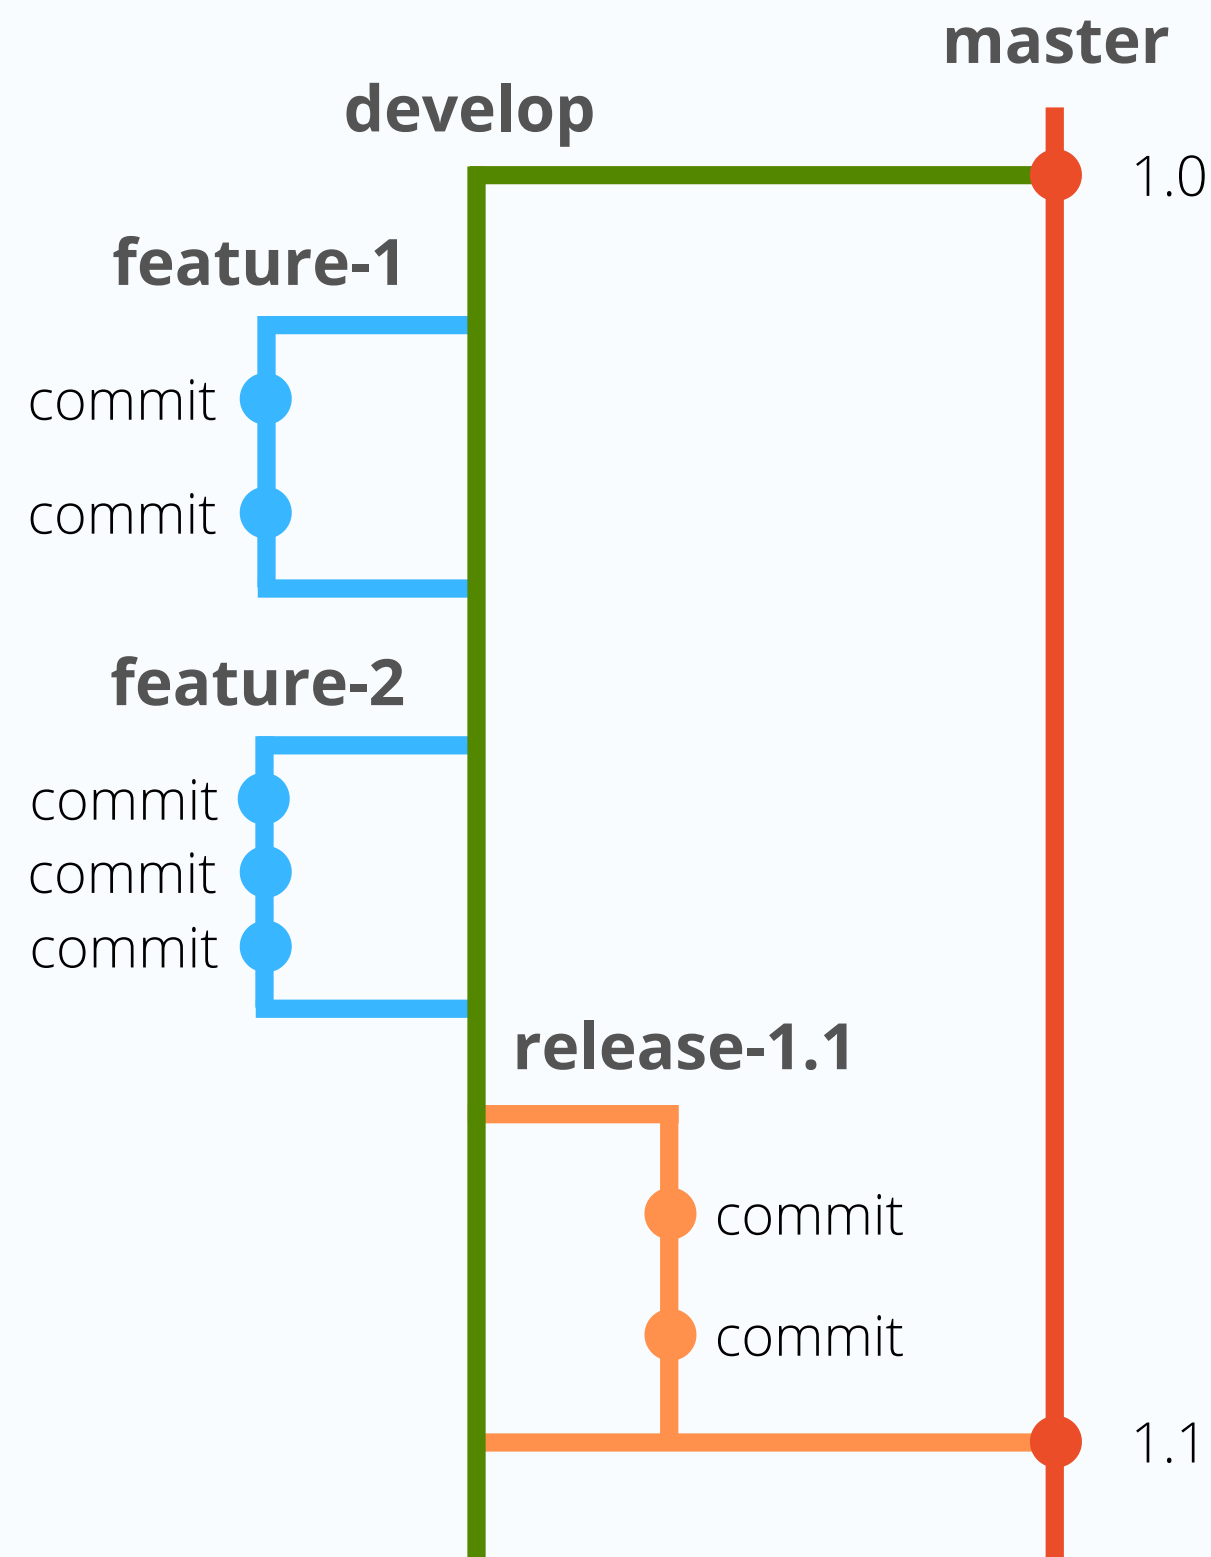 master
develop
1.0
feature-1
commit
commit
feature-2
commit
commit
commit
release-1.1
commit
commit
1.1